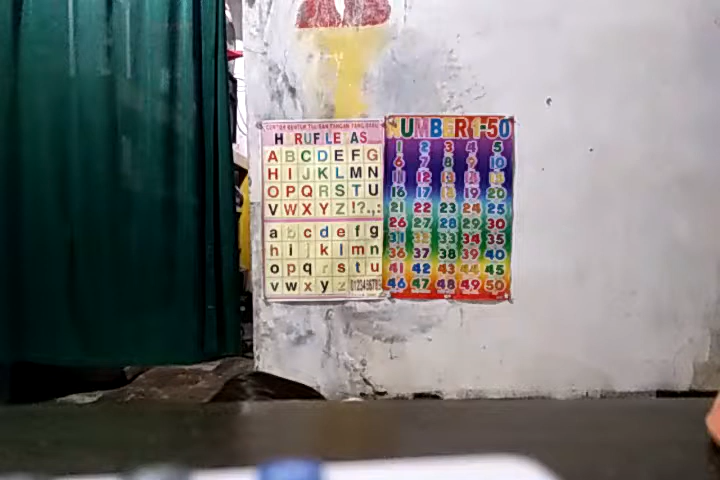 HURUF LEPAS
A B C D E F G
H I J K L M N
O P Q R S T U
V W X Y Z !?.,:
a b c d e f g
h i j k l m n
o p q r s t u
v w x y z 0123456789
NUMBER 1-50
1 2 3 4 5
6 7 8 9 10
11 12 13 14 15
16 17 18 19 20
21 22 23 24 25
26 27 28 29 30
31 32 33 34 35
36 37 38 39 40
41 42 43 44 45
46 47 48 49 50